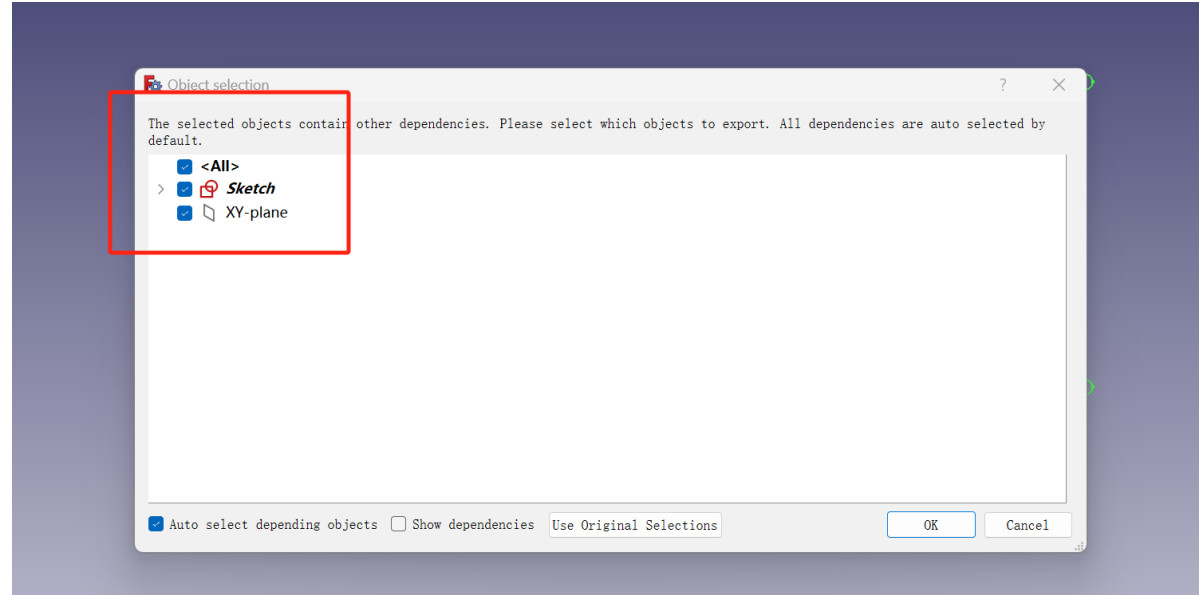 Object selection
?
The selected objects contain other dependencies. Please select which objects to export. All dependencies are auto selected by
default.
<All>
Sketch
XY-plane
Auto select depending objects Show dependencies Use Original Selections OK Cancel